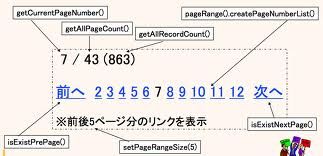 getCurrentPageNumber()
getAllPageCount()
pageRange().createPageNumberList()
getAllRecordCount()
7 / 43 (863)
前へ 2 3 4 5 6 7 8 9 10 11 12 次へ
※前後5ページ分のリンクを表示
isExistPrePage()
isExistNextPage()
setPageRangeSize(5)